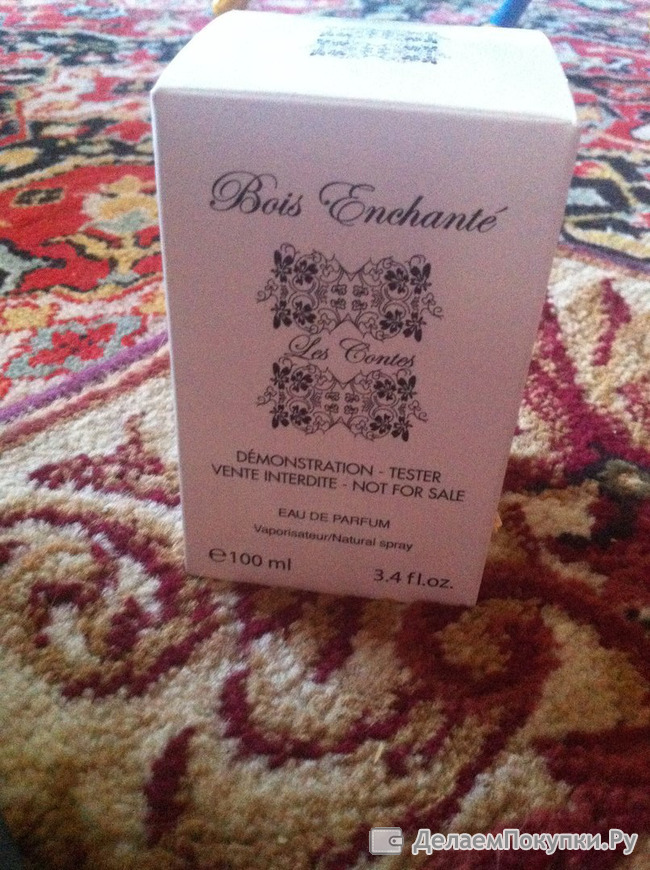 Bois Enchanté
Les Contes
DÉMONSTRATION - TESTER
VENTE INTERDITE - NOT FOR SALE
EAU DE PARFUM
Vaporisateur/Natural spray
℮100 ml
3.4 fl.oz.
ДелаемПокупки.Ру